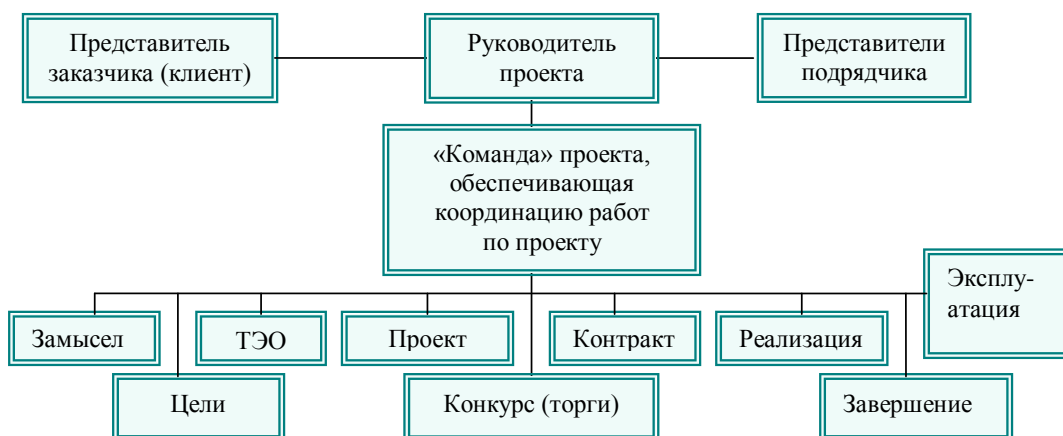 Представитель
заказчика (клиент)
Руководитель
проекта
Представители
подрядчика
«Команда» проекта,
обеспечивающая
координацию работ
по проекту
Эксплу-
атация
Замысел
ТЭО
Проект
Контракт
Реализация
Цели
Конкурс (торги)
Завершение